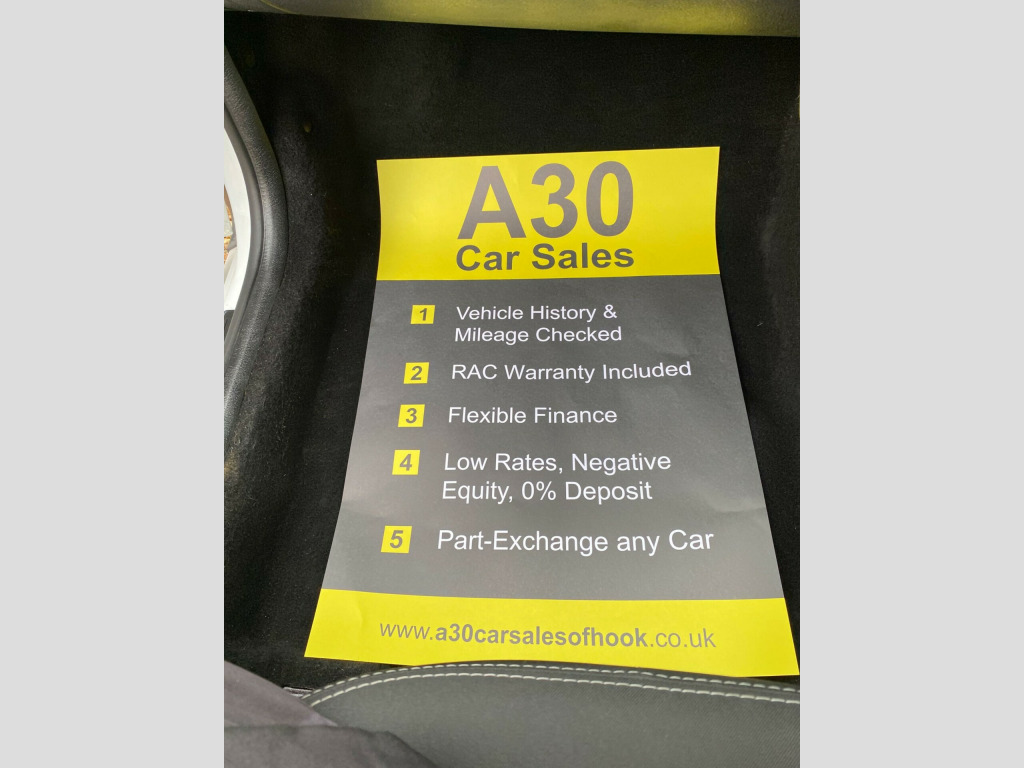 A30
Car Sales
1 Vehicle History &
Mileage Checked
2 RAC Warranty Included
3 Flexible Finance
4 Low Rates, Negative
Equity, 0% Deposit
5 Part-Exchange any Car
www.a30carsalesofhook.co.uk